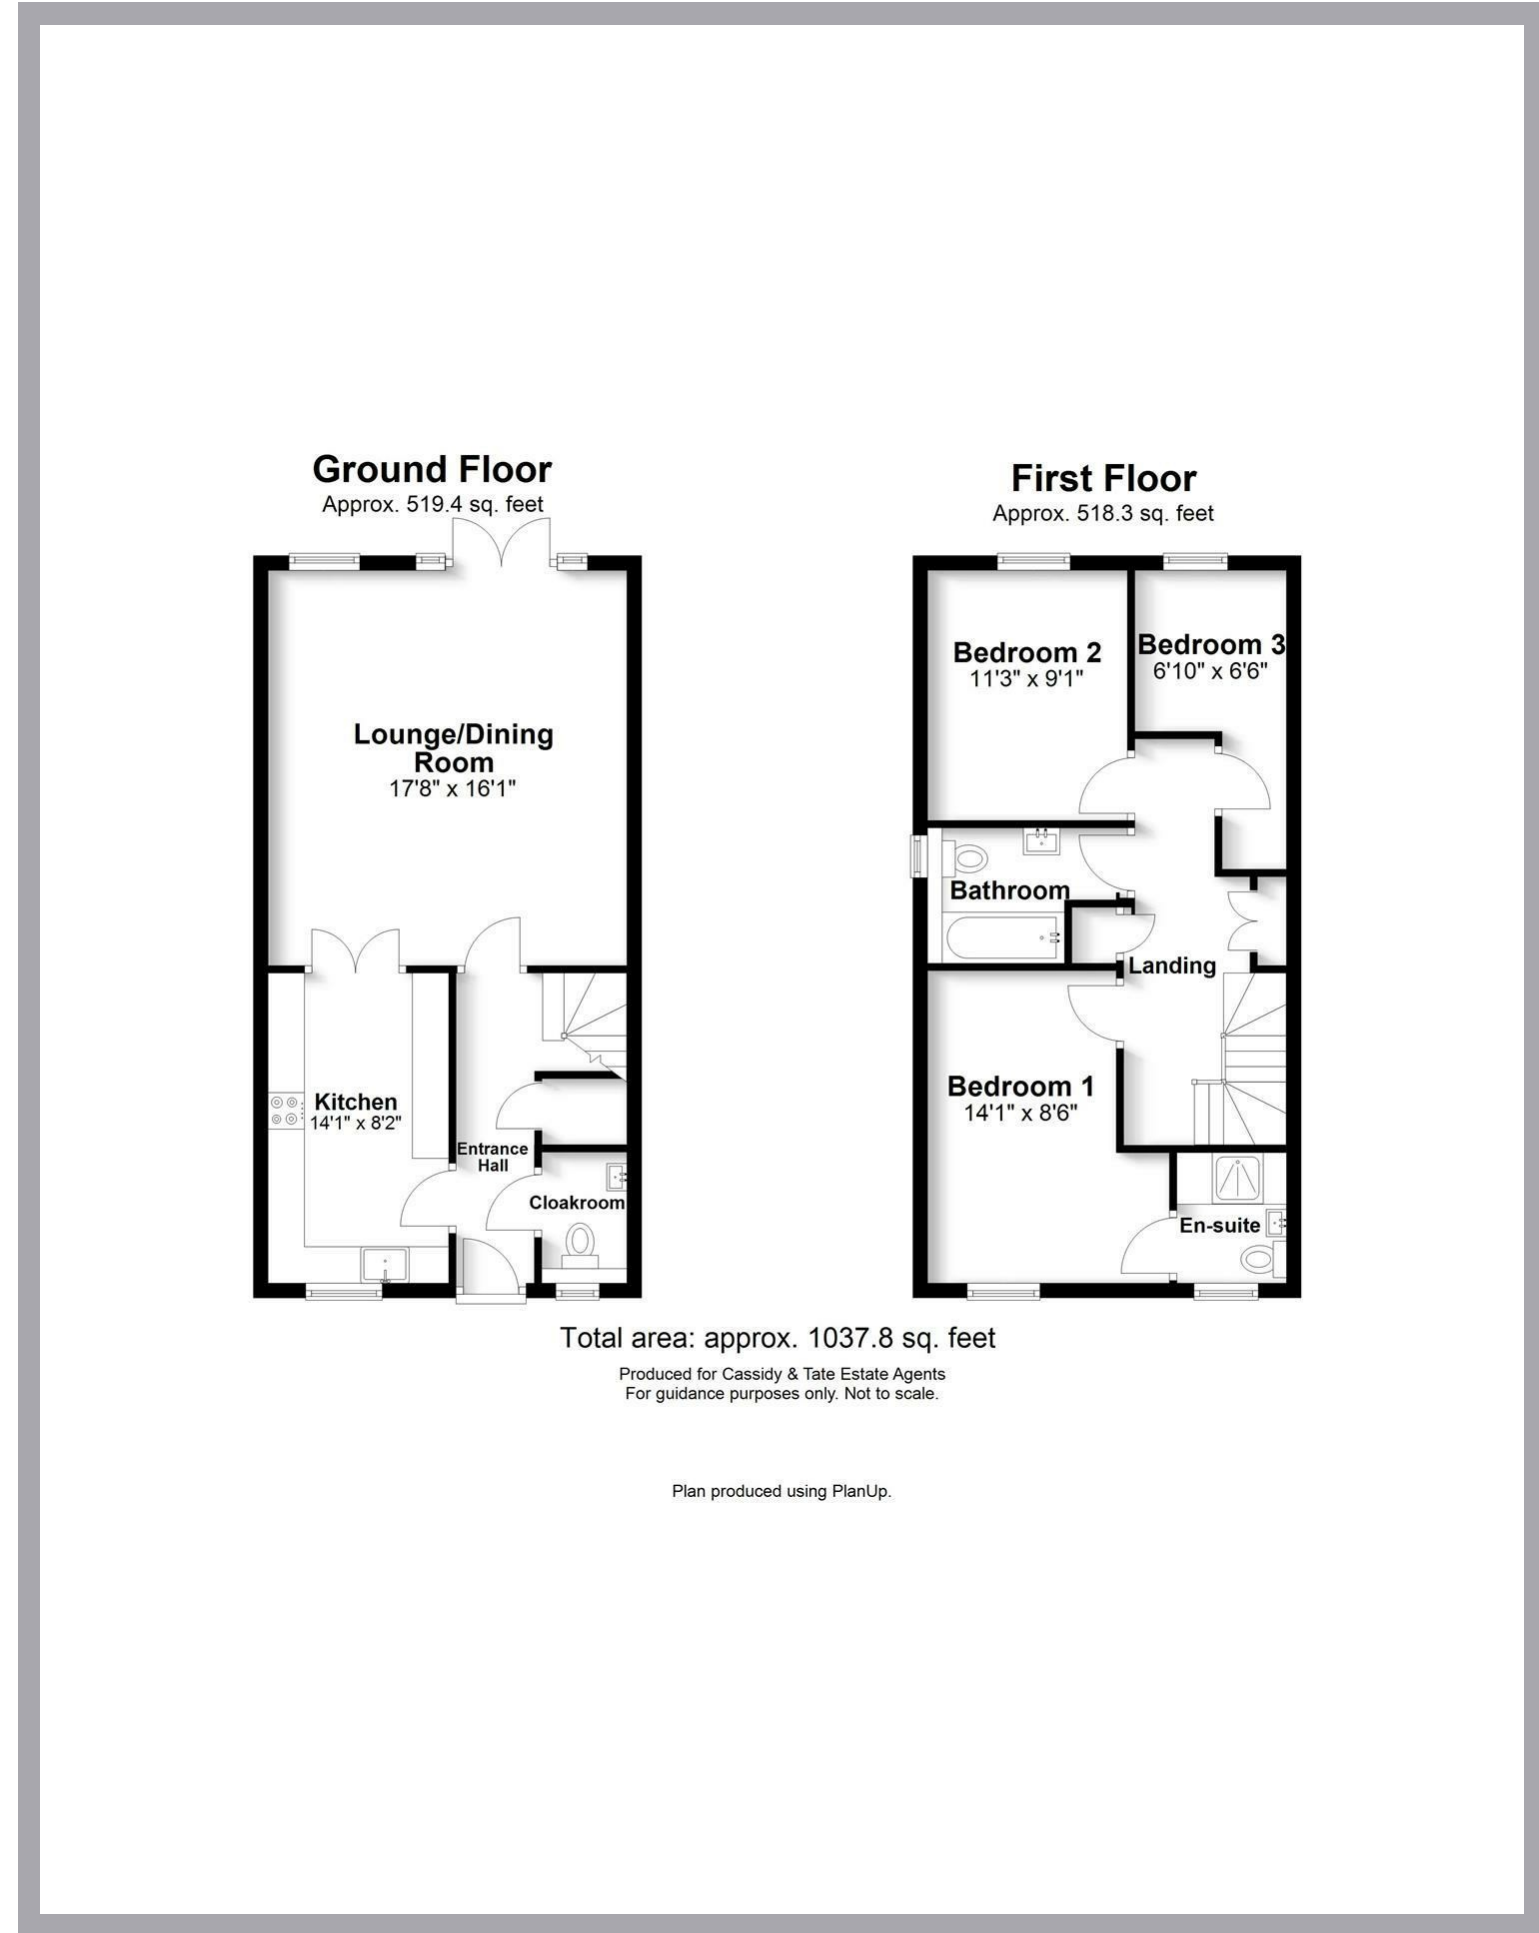 Ground Floor
Approx. 519.4 sq. feet
Lounge/Dining
Room
17'8" x 16'1"
Kitchen
14'1" x 8'2"
Entrance
Hall
Cloakroom
First Floor
Approx. 518.3 sq. feet
Bedroom 2
11'3" x 9'1"
Bedroom 3
6'10" x 6'6"
Bathroom
Landing
Bedroom 1
14'1" x 8'6"
En-suite
Total area: approx. 1037.8 sq. feet
Produced for Cassidy & Tate Estate Agents
For guidance purposes only. Not to scale.
Plan produced using PlanUp.